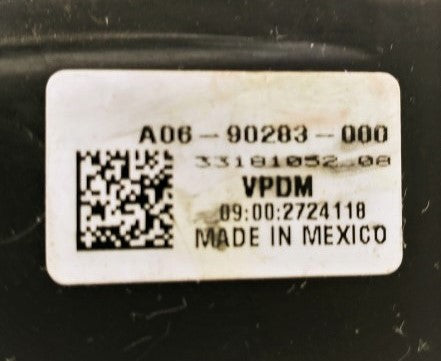 A06-90283-000
33181052 08
VPDM
09:00:2724118
MADE IN MEXICO